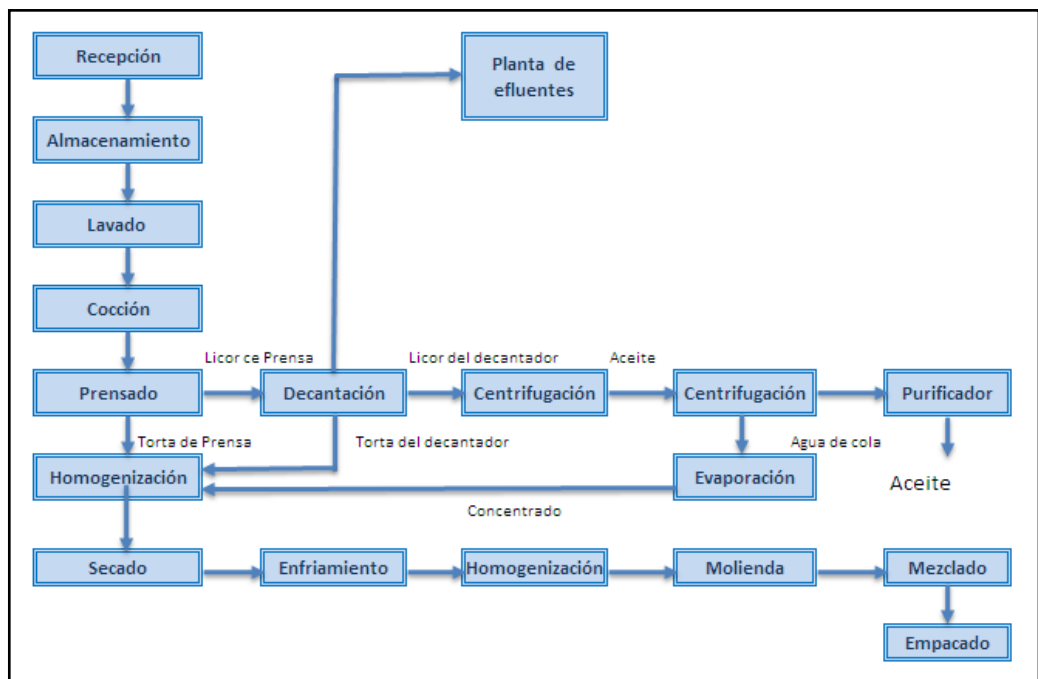 Recepción
Planta de
efluentes
Almacenamiento
Lavado
Cocción
Licor ce Prensa
Licor del decantador
Aceite
Prensado
Decantación
Centrifugación
Centrifugación
Purificador
Torta de Prensa
Torta del decantador
Agua de cola
Homogenización
Evaporación
Aceite
Concentrado
Secado
Enfriamiento
Homogenización
Molienda
Mezclado
Empacado